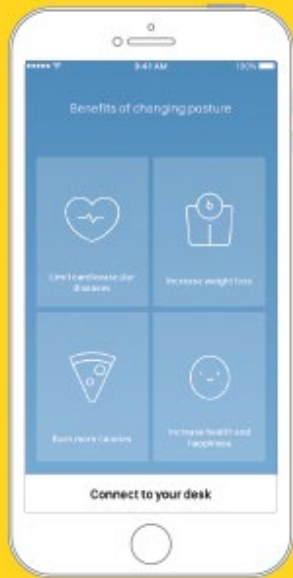 9:41 AM 100%
Benefits of changing posture
Limit cardiovascular
diseases
Increase weight loss
Burn more calories
Increase health and
happiness
Connect to your desk